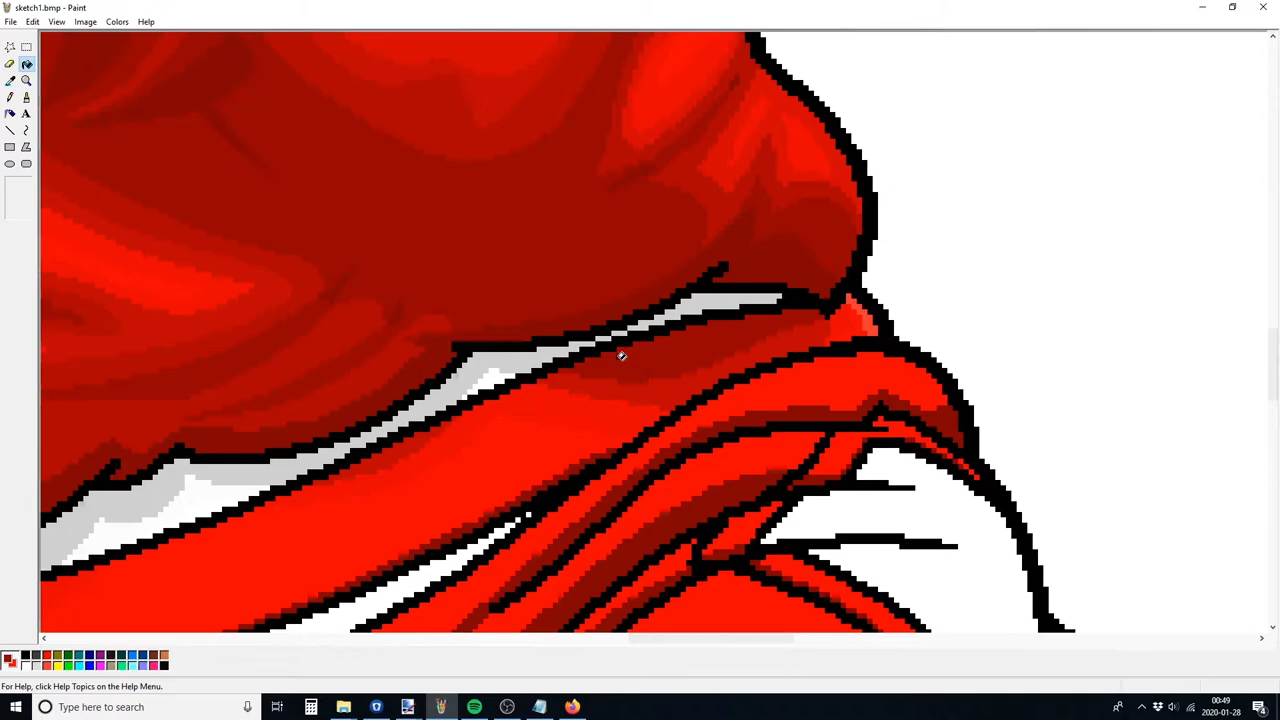 sketch1.bmp - Paint
File Edit View Image Colors Help
A
For Help, click Help Topics on the Help Menu.
Type here to search
00:49
2020-01-28